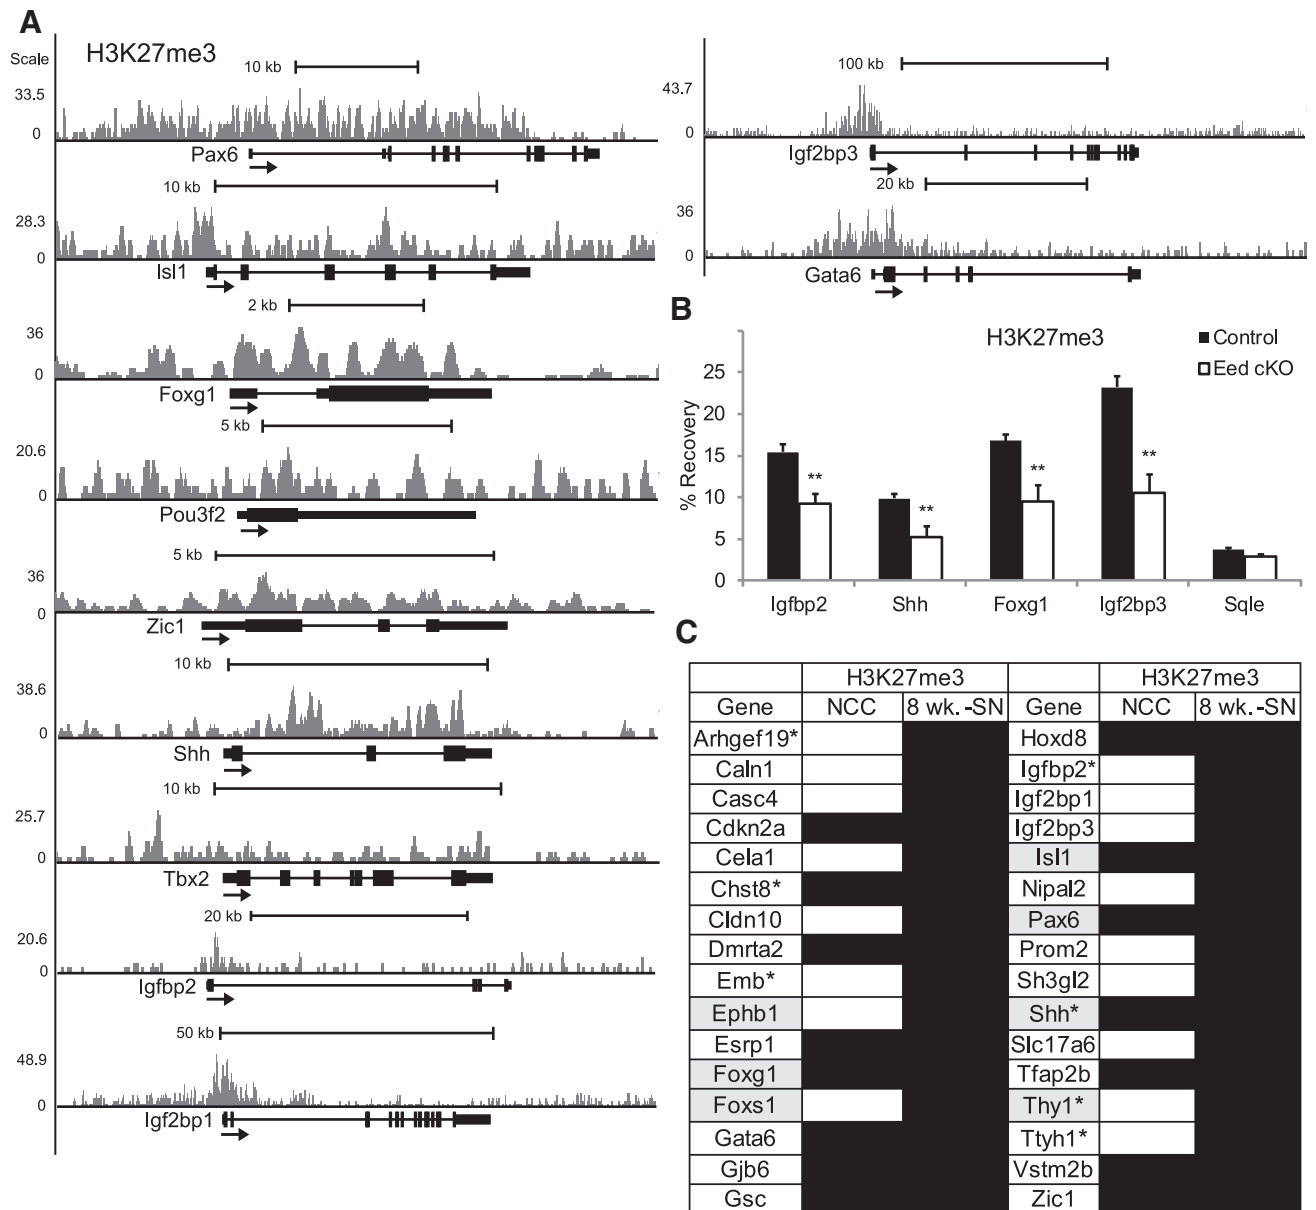 A
Scale
H3K27me3
10 kb
33.5
0
Pax6
10 kb
28.3
0
Isl1
2 kb
36
0
Foxg1
5 kb
20.6
0
Pou3f2
5 kb
36
0
Zic1
10 kb
38.6
0
Shh
10 kb
25.7
0
Tbx2
20 kb
20.6
0
Igfbp2
50 kb
48.9
0
Igf2bp1
100 kb
43.7
0
Igf2bp3
20 kb
36
0
Gata6
B
H3K27me3
Control
Eed cKO
% Recovery
25
20
15
10
5
0
**
**
**
**
Igfbp2 Shh Foxg1 Igf2bp3 Sqle
C
H3K27me3 H3K27me3
Gene NCC 8 wk.-SN Gene NCC 8 wk.-SN
Arhgef19* Hoxd8
Caln1 Igfbp2*
Casc4 Igf2bp1
Cdkn2a Igf2bp3
Cela1 Isl1
Chst8* Nipal2
Cldn10 Pax6
Dmrta2 Prom2
Emb* Sh3gl2
Ephb1 Shh*
Esrp1 Slc17a6
Foxg1 Tfap2b
Foxs1 Thy1*
Gata6 Ttyh1*
Gjb6 Vstm2b
Gsc Zic1